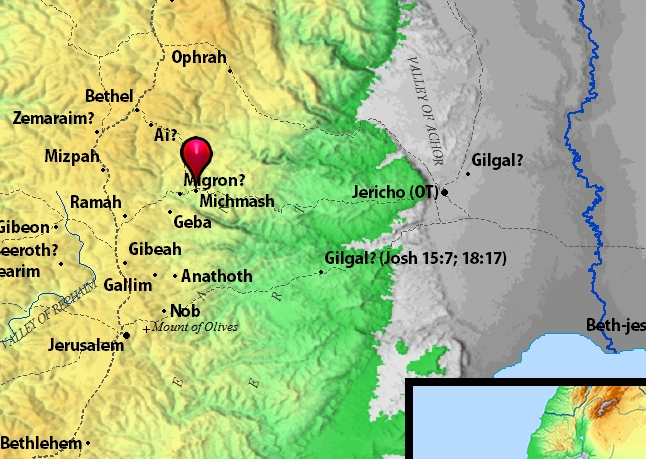 Ophrah
VALLEY OF ACHOR
Bethel
Zemaraim?
Ai?
Mizpah
Gilgal?
Migron?
Jericho (OT)
Michmash
Ramah
Geba
Gibeon
eeroth?
earim
Gibeah
Gilgal? (Josh 15:7; 18:17)
Anathoth
Gallim
VALLEY OF REPHAIM
Nob
Mount of Olives
Beth-jes
Jerusalem
R
E
E
Bethlehem